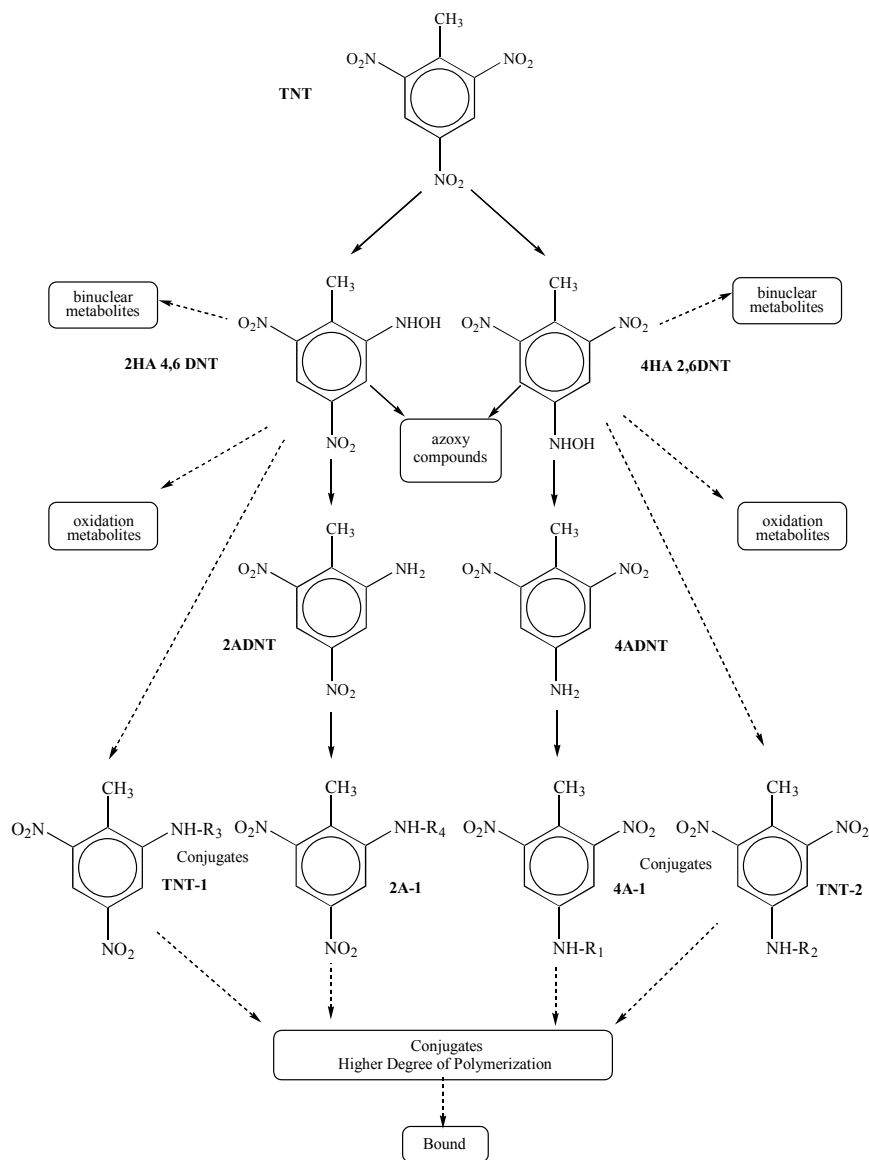 CH₃
O₂N
NO₂
TNT
NO₂
CH₃
CH₃
binuclear
metabolites
O₂N
NHOH
O₂N
NO₂
binuclear
metabolites
2HA 4,6 DNT
4HA 2,6DNT
NO₂
azoxy
compounds
NHOH
oxidation
metabolites
oxidation
metabolites
CH₃
CH₃
O₂N
NH₂
O₂N
NO₂
2ADNT
4ADNT
NO₂
NH₂
CH₃
CH₃
CH₃
CH₃
O₂N
NH-R₃
O₂N
NH-R₄
O₂N
NO₂
O₂N
NO₂
Conjugates
Conjugates
TNT-1
2A-1
4A-1
TNT-2
NO₂
NO₂
NH-R₁
NH-R₂
Conjugates
Higher Degree of Polymerization
Bound